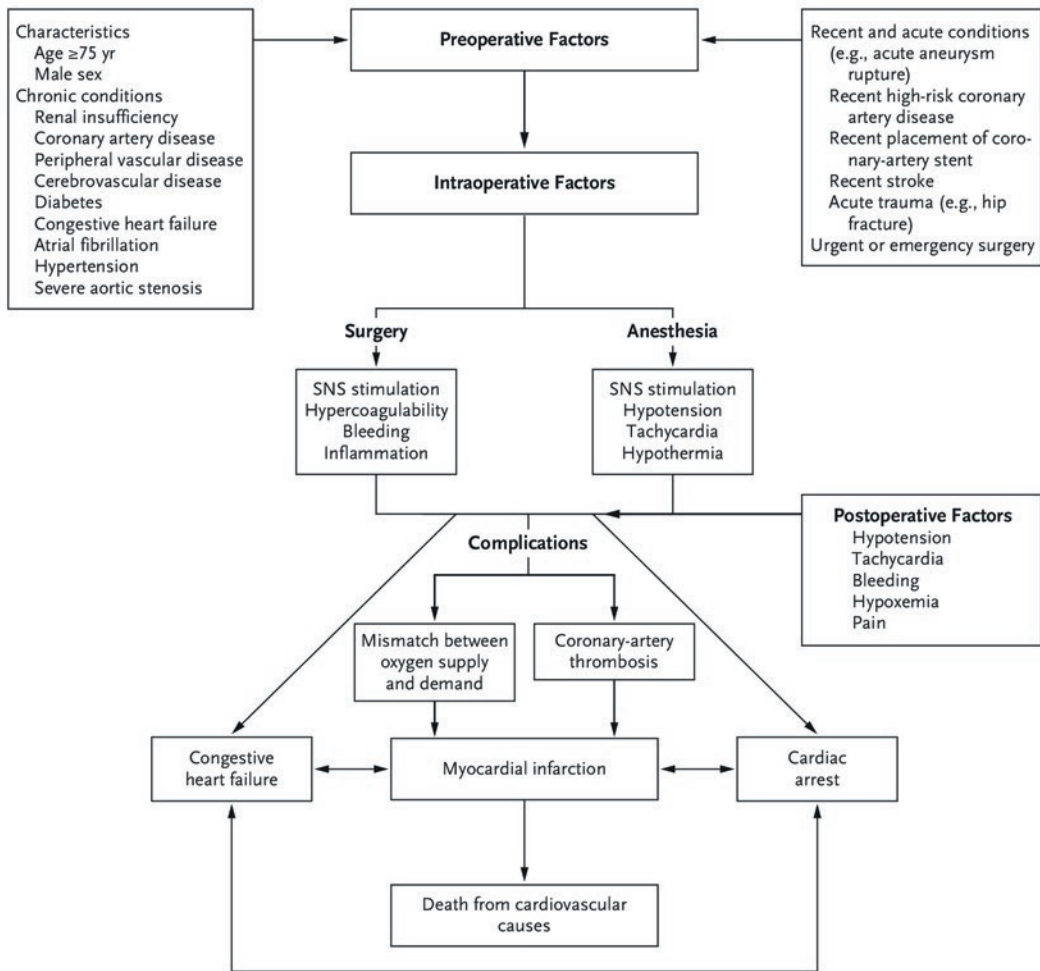 Characteristics
Age ≥75 yr
Male sex
Chronic conditions
Renal insufficiency
Coronary artery disease
Peripheral vascular disease
Cerebrovascular disease
Diabetes
Congestive heart failure
Atrial fibrillation
Hypertension
Severe aortic stenosis
Preoperative Factors
Recent and acute conditions
(e.g., acute aneurysm
rupture)
Recent high-risk coronary
artery disease
Recent placement of coro-
nary-artery stent
Recent stroke
Acute trauma (e.g., hip
fracture)
Urgent or emergency surgery
Intraoperative Factors
Surgery
SNS stimulation
Hypercoagulability
Bleeding
Inflammation
Anesthesia
SNS stimulation
Hypotension
Tachycardia
Hypothermia
Postoperative Factors
Hypotension
Tachycardia
Bleeding
Hypoxemia
Pain
Complications
Mismatch between
oxygen supply
and demand
Coronary-artery
thrombosis
Congestive
heart failure
Myocardial infarction
Cardiac
arrest
Death from cardiovascular
causes